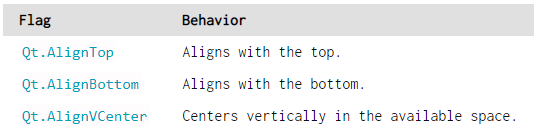 Flag Behavior
Qt.AlignTop Aligns with the top.
Qt.AlignBottom Aligns with the bottom.
Qt.AlignVCenter Centers vertically in the available space.